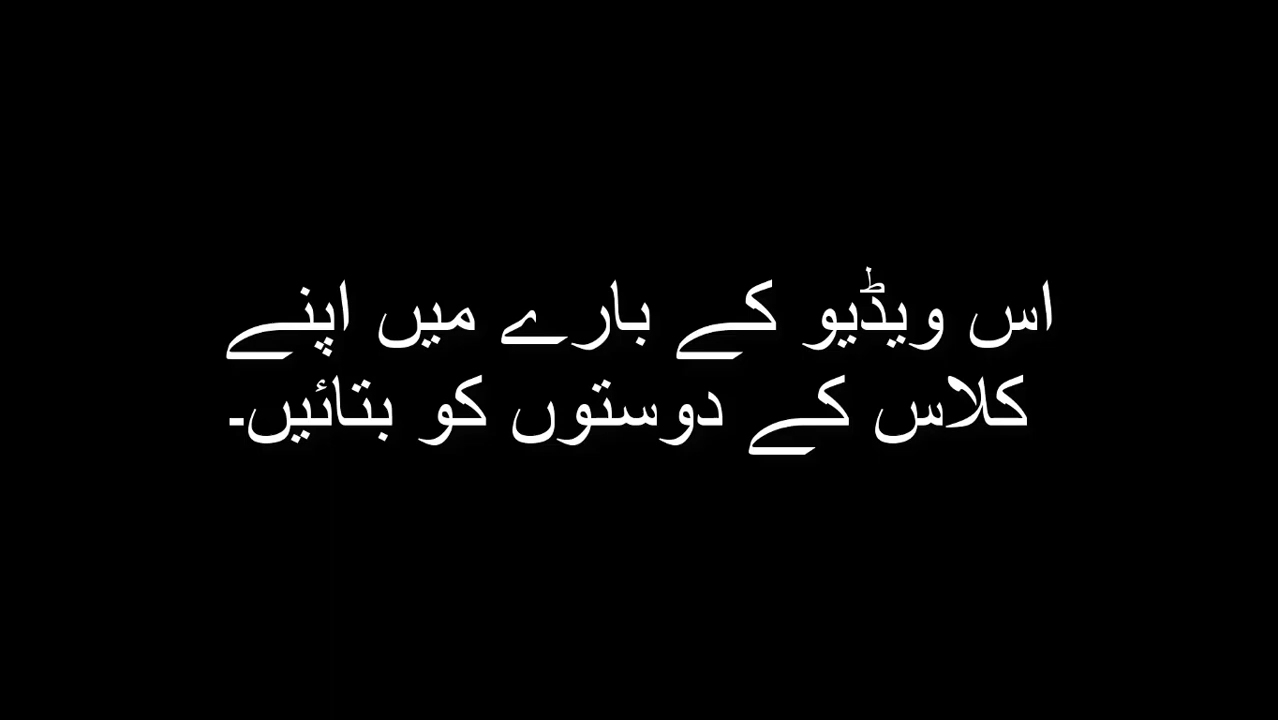 اس ویڈیو کے بارے میں اپنے
کلاس کے دوستوں کو بتائیں۔